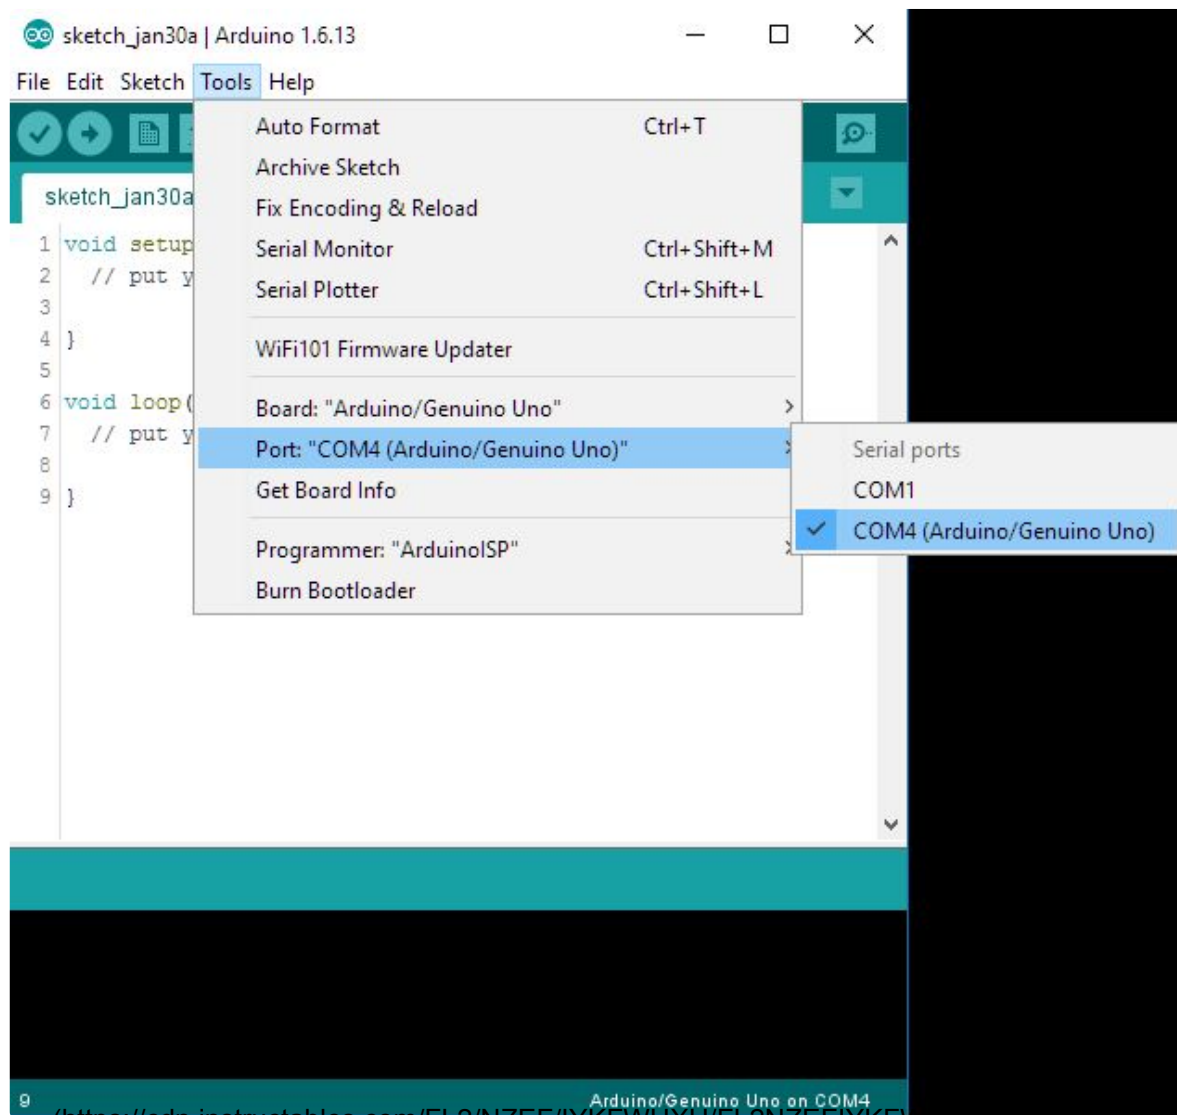 sketch_jan30a | Arduino 1.6.13
File Edit Sketch Tools Help
sketch_jan30a
1 void setup
2 // put y
3
4 }
5
6 void loop(
7 // put y
8
9 }
Auto Format Ctrl+T
Archive Sketch
Fix Encoding & Reload
Serial Monitor Ctrl+Shift+M
Serial Plotter Ctrl+Shift+L
WiFi101 Firmware Updater
Board: "Arduino/Genuino Uno"
Port: "COM4 (Arduino/Genuino Uno)"
Get Board Info
Programmer: "ArduinoISP"
Burn Bootloader
Serial ports
COM1
COM4 (Arduino/Genuino Uno)
9 Arduino/Genuino Uno on COM4